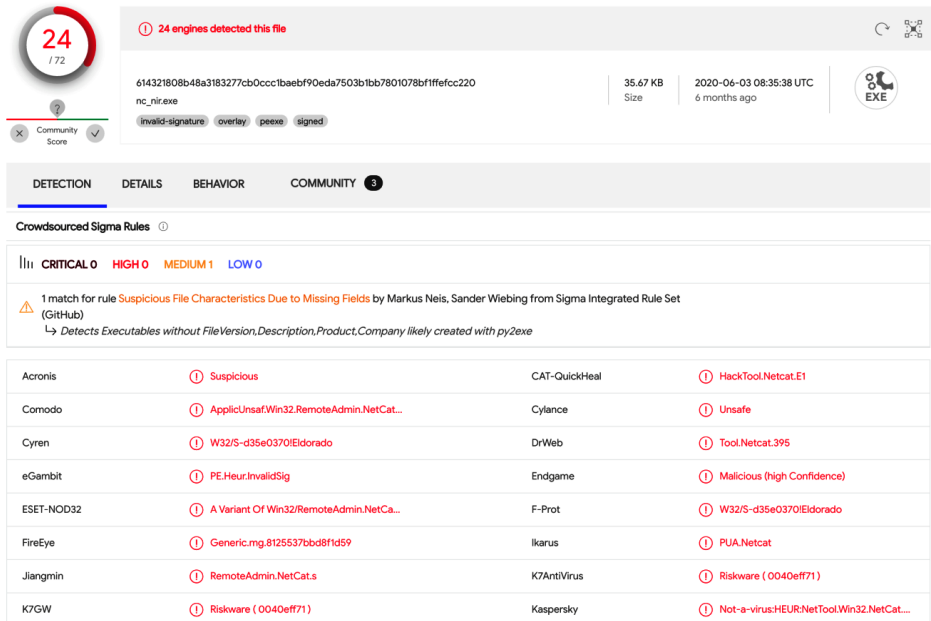 24
/ 72
Community
Score
24 engines detected this file
614321808b48a3183277cb0ccc1baebf90eda7503b1bb7801078bf1ffefcc220
nc_nir.exe
invalid-signature overlay peexe signed
35.67 KB
Size
2020-06-03 08:35:38 UTC
6 months ago
EXE
DETECTION DETAILS BEHAVIOR COMMUNITY 3
Crowdsourced Sigma Rules
CRITICAL 0 HIGH 0 MEDIUM 1 LOW 0
1 match for rule Suspicious File Characteristics Due to Missing Fields by Markus Neis, Sander Wiebing from Sigma Integrated Rule Set
(GitHub)
Detects Executables without FileVersion,Description,Product,Company likely created with py2exe
Acronis Suspicious CAT-QuickHeal HackTool.Netcat.E1
Comodo ApplicUnsaf.Win32.RemoteAdmin.NetCat... Cylance Unsafe
Cyren W32/S-d35e0370!Eldorado DrWeb Tool.Netcat.395
eGambit PE.Heur.InvalidSig Endgame Malicious (high Confidence)
ESET-NOD32 A Variant Of Win32/RemoteAdmin.NetCa... F-Prot W32/S-d35e0370!Eldorado
FireEye Generic.mg.8125537bbd8f1d59 Ikarus PUA.Netcat
Jiangmin RemoteAdmin.NetCat.s K7AntiVirus Riskware ( 0040eff71 )
K7GW Riskware ( 0040eff71 ) Kaspersky Not-a-virus:HEUR:NetTool.Win32.NetCat....